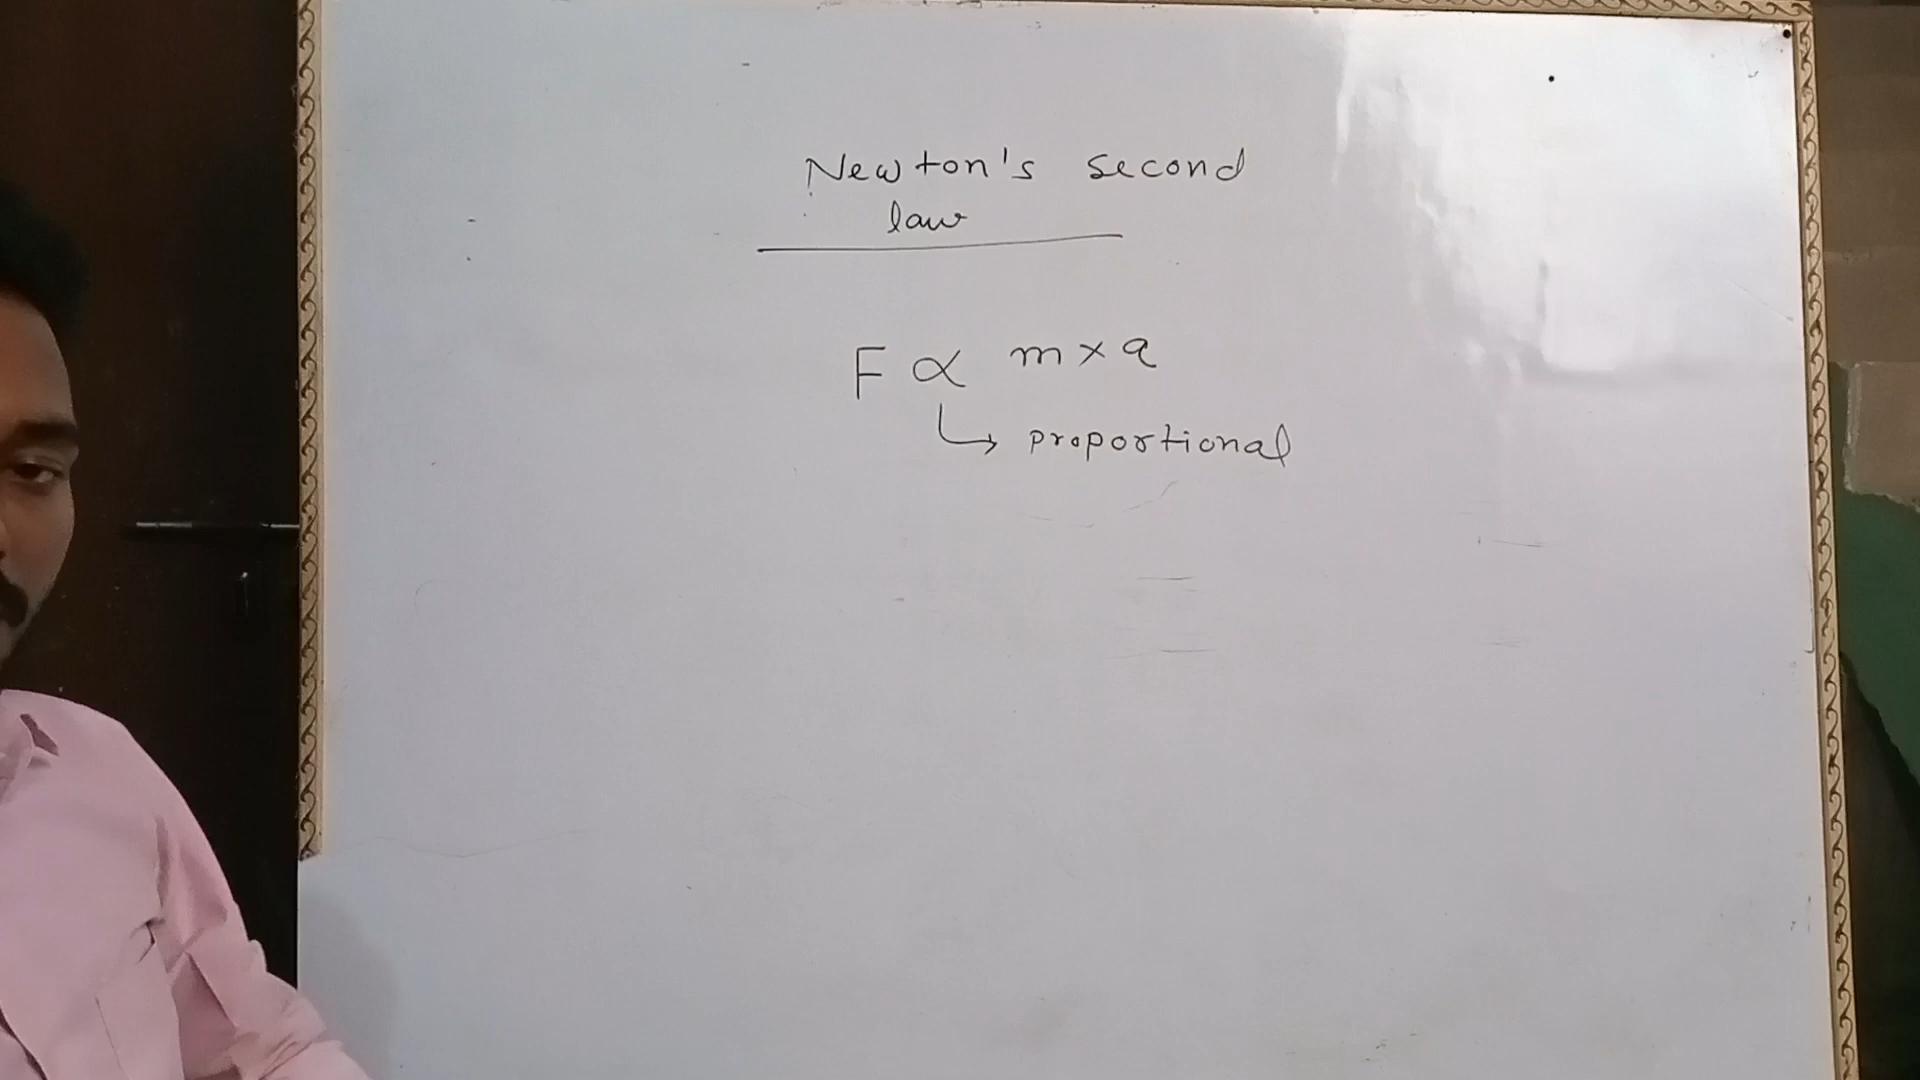 Newton's second
law
F ∝ m × a
↳ proportional